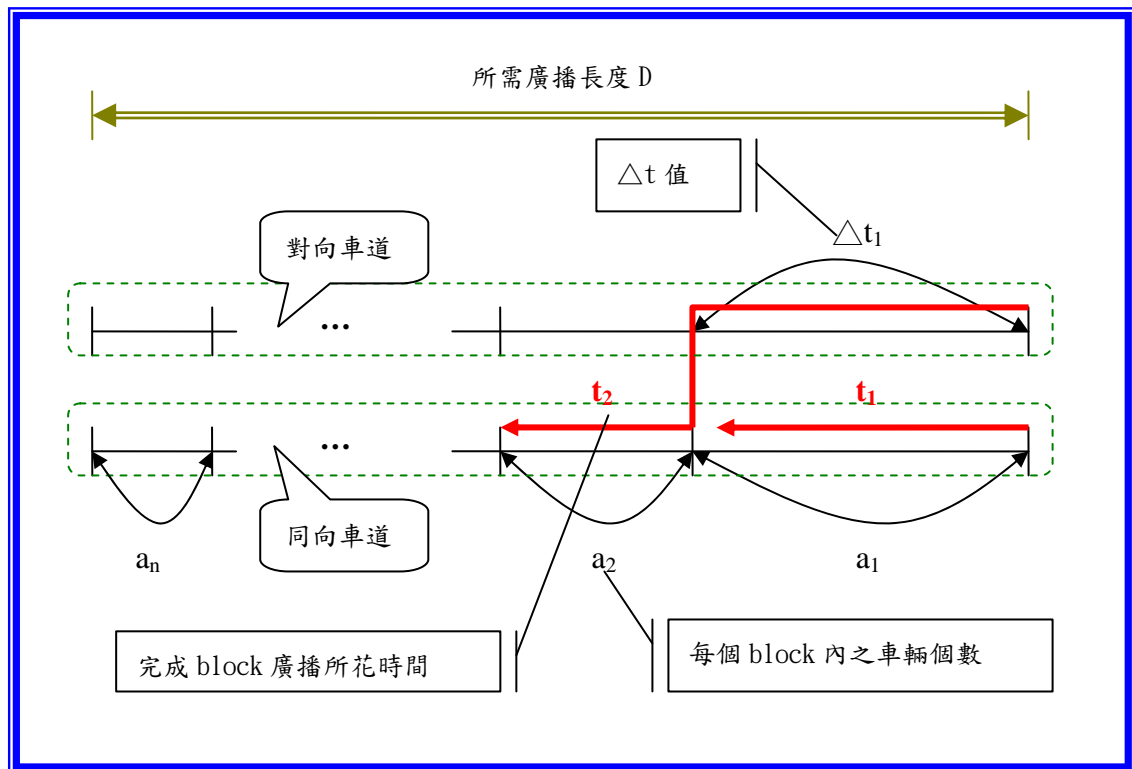 所需廣播長度 D
△t 值
△t₁
對向車道
...
t₂
t₁
...
同向車道
aₙ
a₂
a₁
完成 block 廣播所花時間
每個 block 內之車輛個數